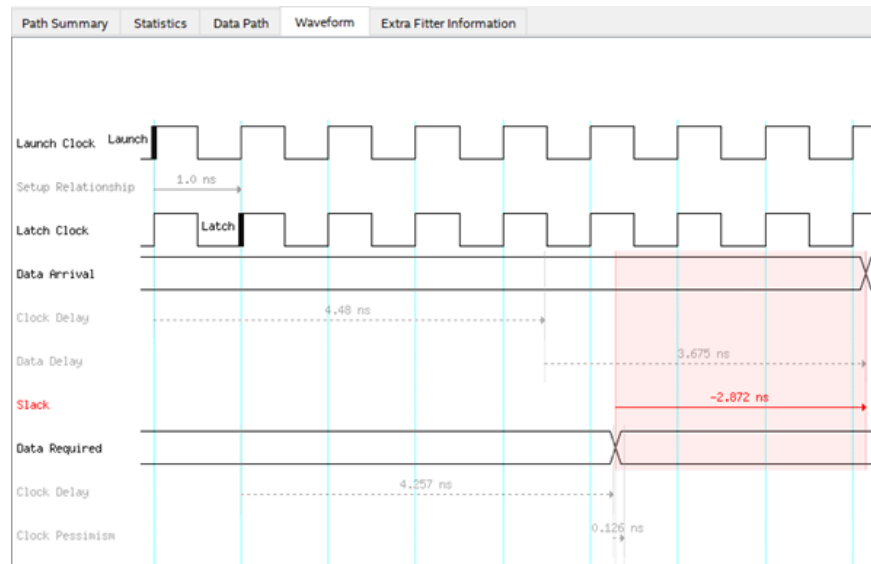 Path Summary Statistics Data Path Waveform Extra Fitter Information
Launch Clock Launch
Setup Relationship 1.0 ns
Latch Clock Latch
Data Arrival
Clock Delay 4.48 ns
Data Delay 3.675 ns
Slack -2.872 ns
Data Required
Clock Delay 4.257 ns
Clock Pessimism 0.126 ns